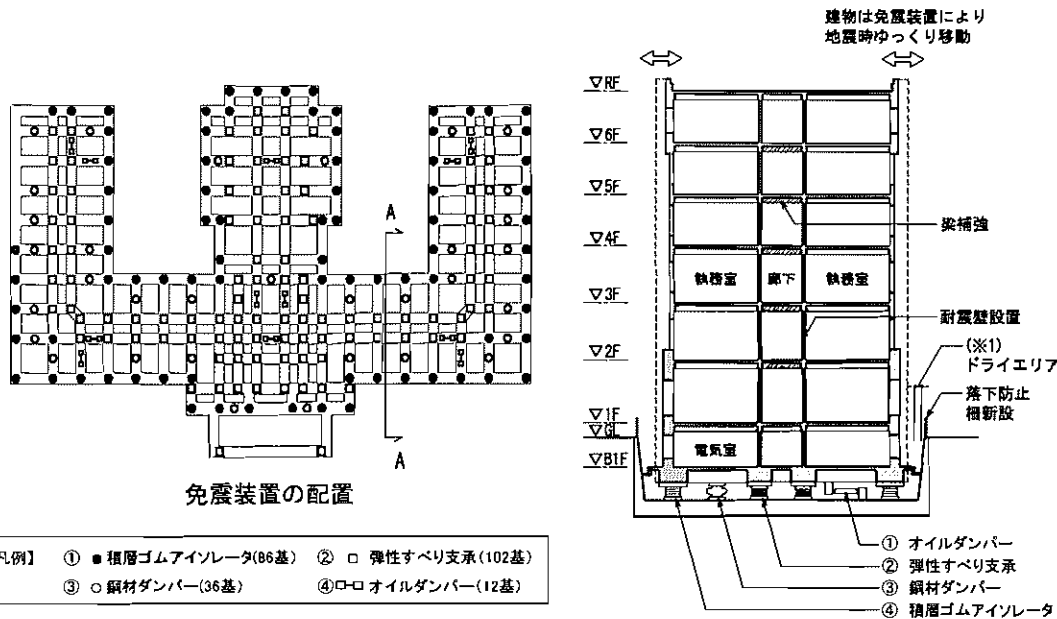 建物は免震装置により
地震時ゆっくり移動
▽RF
▽6F
▽5F
▽4F
▽3F
▽2F
▽1F
▽GL
▽B1F
A
A
梁補強
執務室
廊下
執務室
耐震壁設置
(※1)
ドライエリア
落下防止
柵新設
電気室
① オイルダンパー
② 弾性すべり支承
③ 鋼材ダンパー
④ 積層ゴムアイソレータ
免震装置の配置
凡例】 ① ● 積層ゴムアイソレータ(86基) ② □ 弾性すべり支承(102基)
③ ○ 鋼材ダンパー(36基) ④ オイルダンパー(12基)